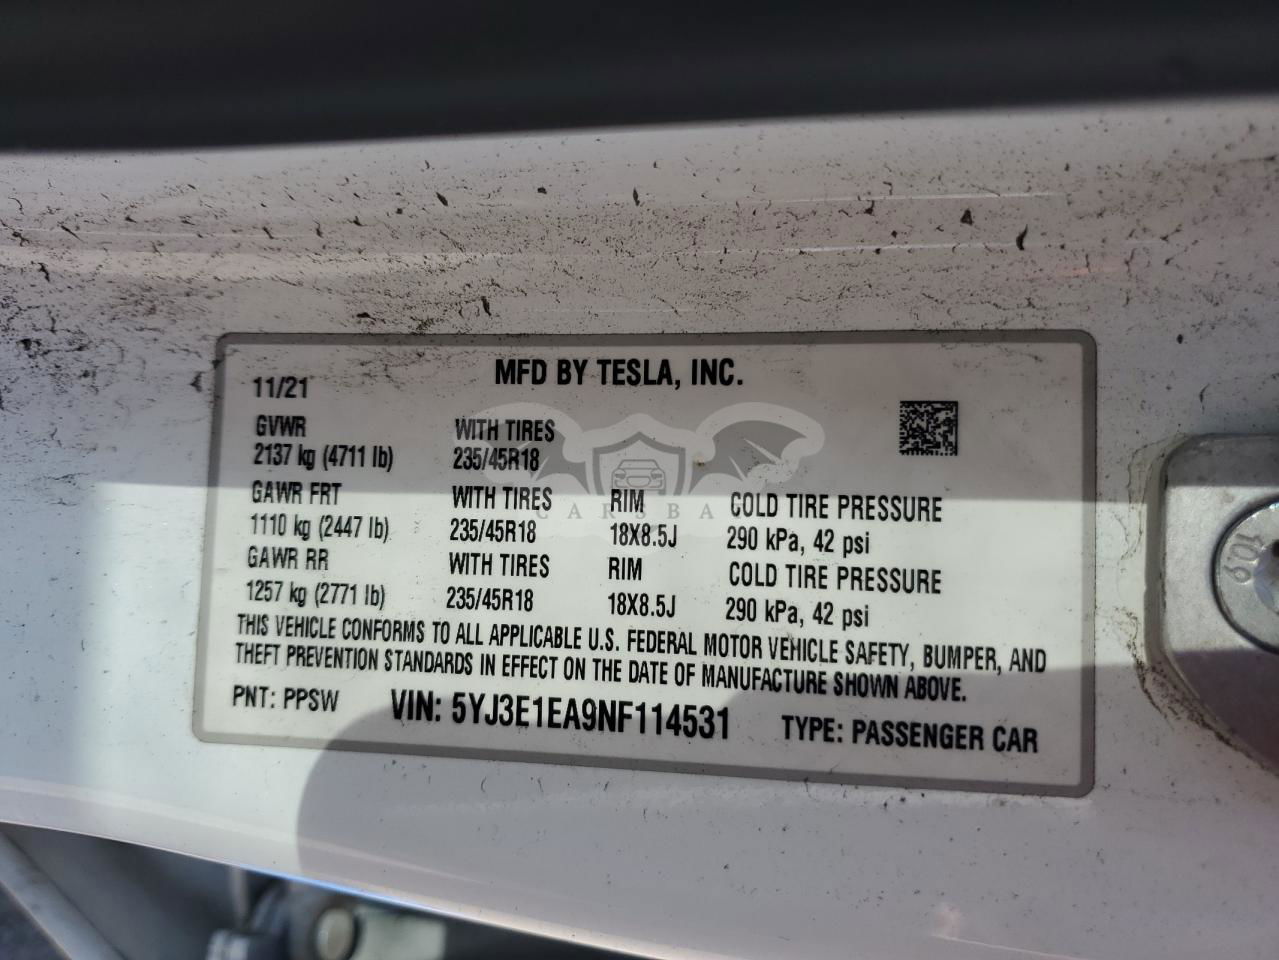 MFD BY TESLA, INC.
11/21
GVWR WITH TIRES
2137 kg (4711 lb) 235/45R18
GAWR FRT WITH TIRES RIM COLD TIRE PRESSURE
1110 kg (2447 lb) 235/45R18 18X8.5J 290 kPa, 42 psi
GAWR RR WITH TIRES RIM COLD TIRE PRESSURE
1257 kg (2771 lb) 235/45R18 18X8.5J 290 kPa, 42 psi
THIS VEHICLE CONFORMS TO ALL APPLICABLE U.S. FEDERAL MOTOR VEHICLE SAFETY, BUMPER, AND
THEFT PREVENTION STANDARDS IN EFFECT ON THE DATE OF MANUFACTURE SHOWN ABOVE.
PNT: PPSW VIN: 5YJ3E1EA9NF114531 TYPE: PASSENGER CAR
10.9